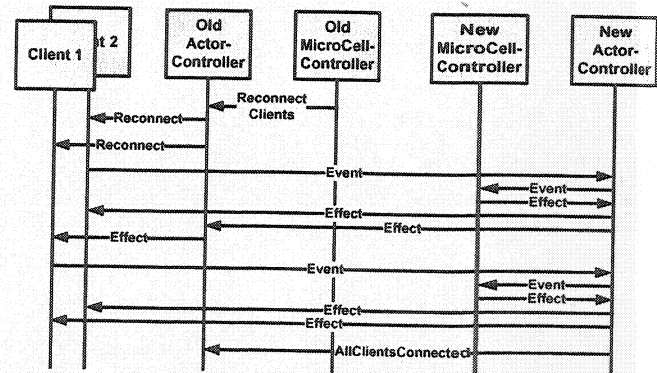 Client 1
t 2
Old
Actor-
Controller
Old
MicroCell-
Controller
New
MicroCell-
Controller
New
Actor-
Controller
Reconnect
Clients
Reconnect
Reconnect
Event
Event
Effect
Effect
Effect
Effect
Event
Event
Effect
Effect
Effect
AllClientsConnected